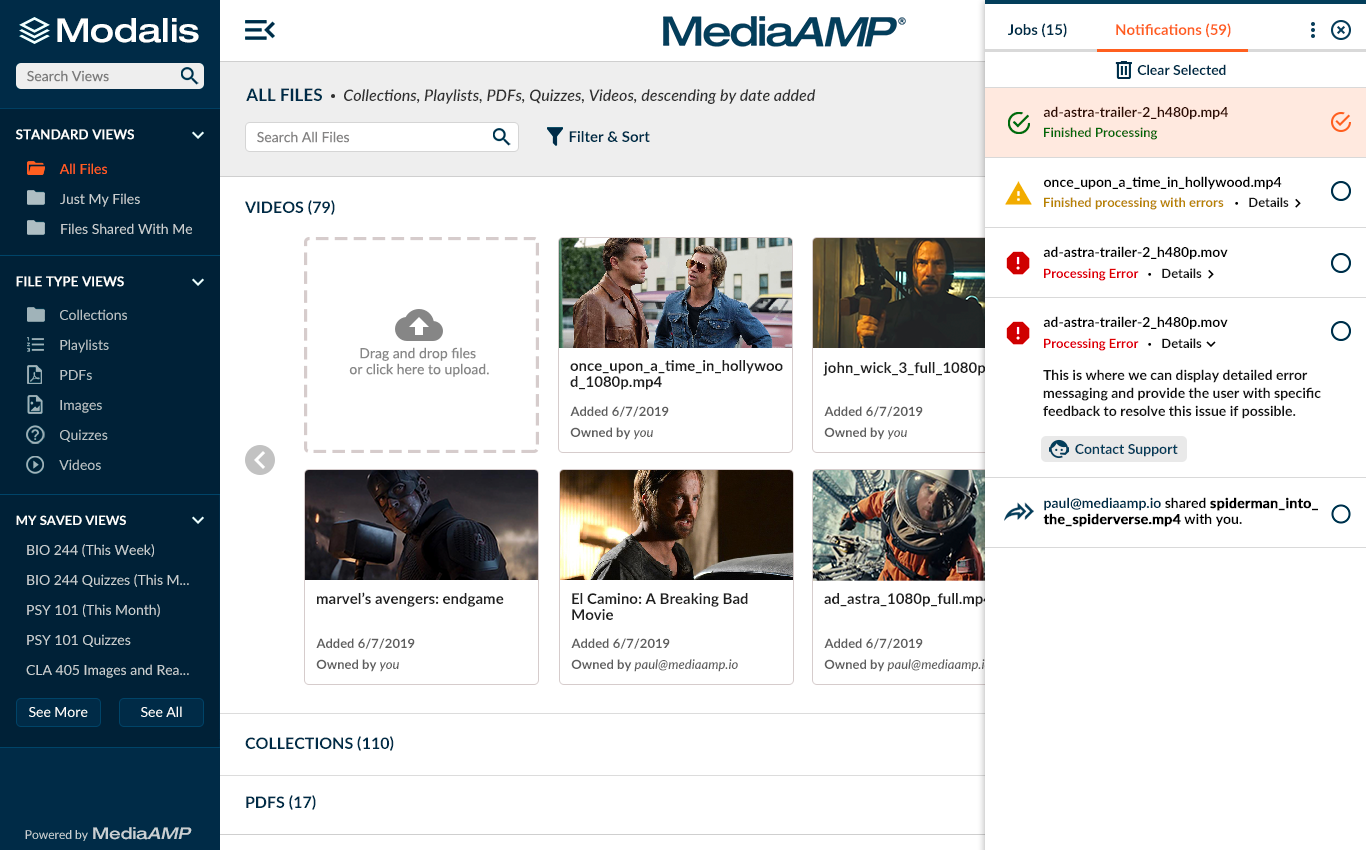 Modalis
Search Views
STANDARD VIEWS
All Files
Just My Files
Files Shared With Me
FILE TYPE VIEWS
Collections
Playlists
PDFs
Images
Quizzes
Videos
MY SAVED VIEWS
BIO 244 (This Week)
BIO 244 Quizzes (This M...
PSY 101 (This Month)
PSY 101 Quizzes
CLA 405 Images and Rea...
See More
See All
Powered by MediaAMP
MediaAMP®
ALL FILES • Collections, Playlists, PDFs, Quizzes, Videos, descending by date added
Search All Files
Filter & Sort
VIDEOS (79)
Drag and drop files
or click here to upload.
once_upon_a_time_in_hollywoo
d_1080p.mp4
Added 6/7/2019
Owned by you
john_wick_3_full_1080p
Added 6/7/2019
Owned by you
marvel’s avengers: endgame
Added 6/7/2019
Owned by you
El Camino: A Breaking Bad
Movie
Added 6/7/2019
Owned by paul@mediaamp.io
ad_astra_1080p_full.mp4
Added 6/7/2019
Owned by paul@mediaamp.i
COLLECTIONS (110)
PDFS (17)
Jobs (15)
Notifications (59)
Clear Selected
ad-astra-trailer-2_h480p.mp4
Finished Processing
once_upon_a_time_in_hollywood.mp4
Finished processing with errors • Details
ad-astra-trailer-2_h480p.mov
Processing Error • Details
ad-astra-trailer-2_h480p.mov
Processing Error • Details
This is where we can display detailed error
messaging and provide the user with specific
feedback to resolve this issue if possible.
Contact Support
paul@mediaamp.io shared spiderman_into_
the_spiderverse.mp4 with you.